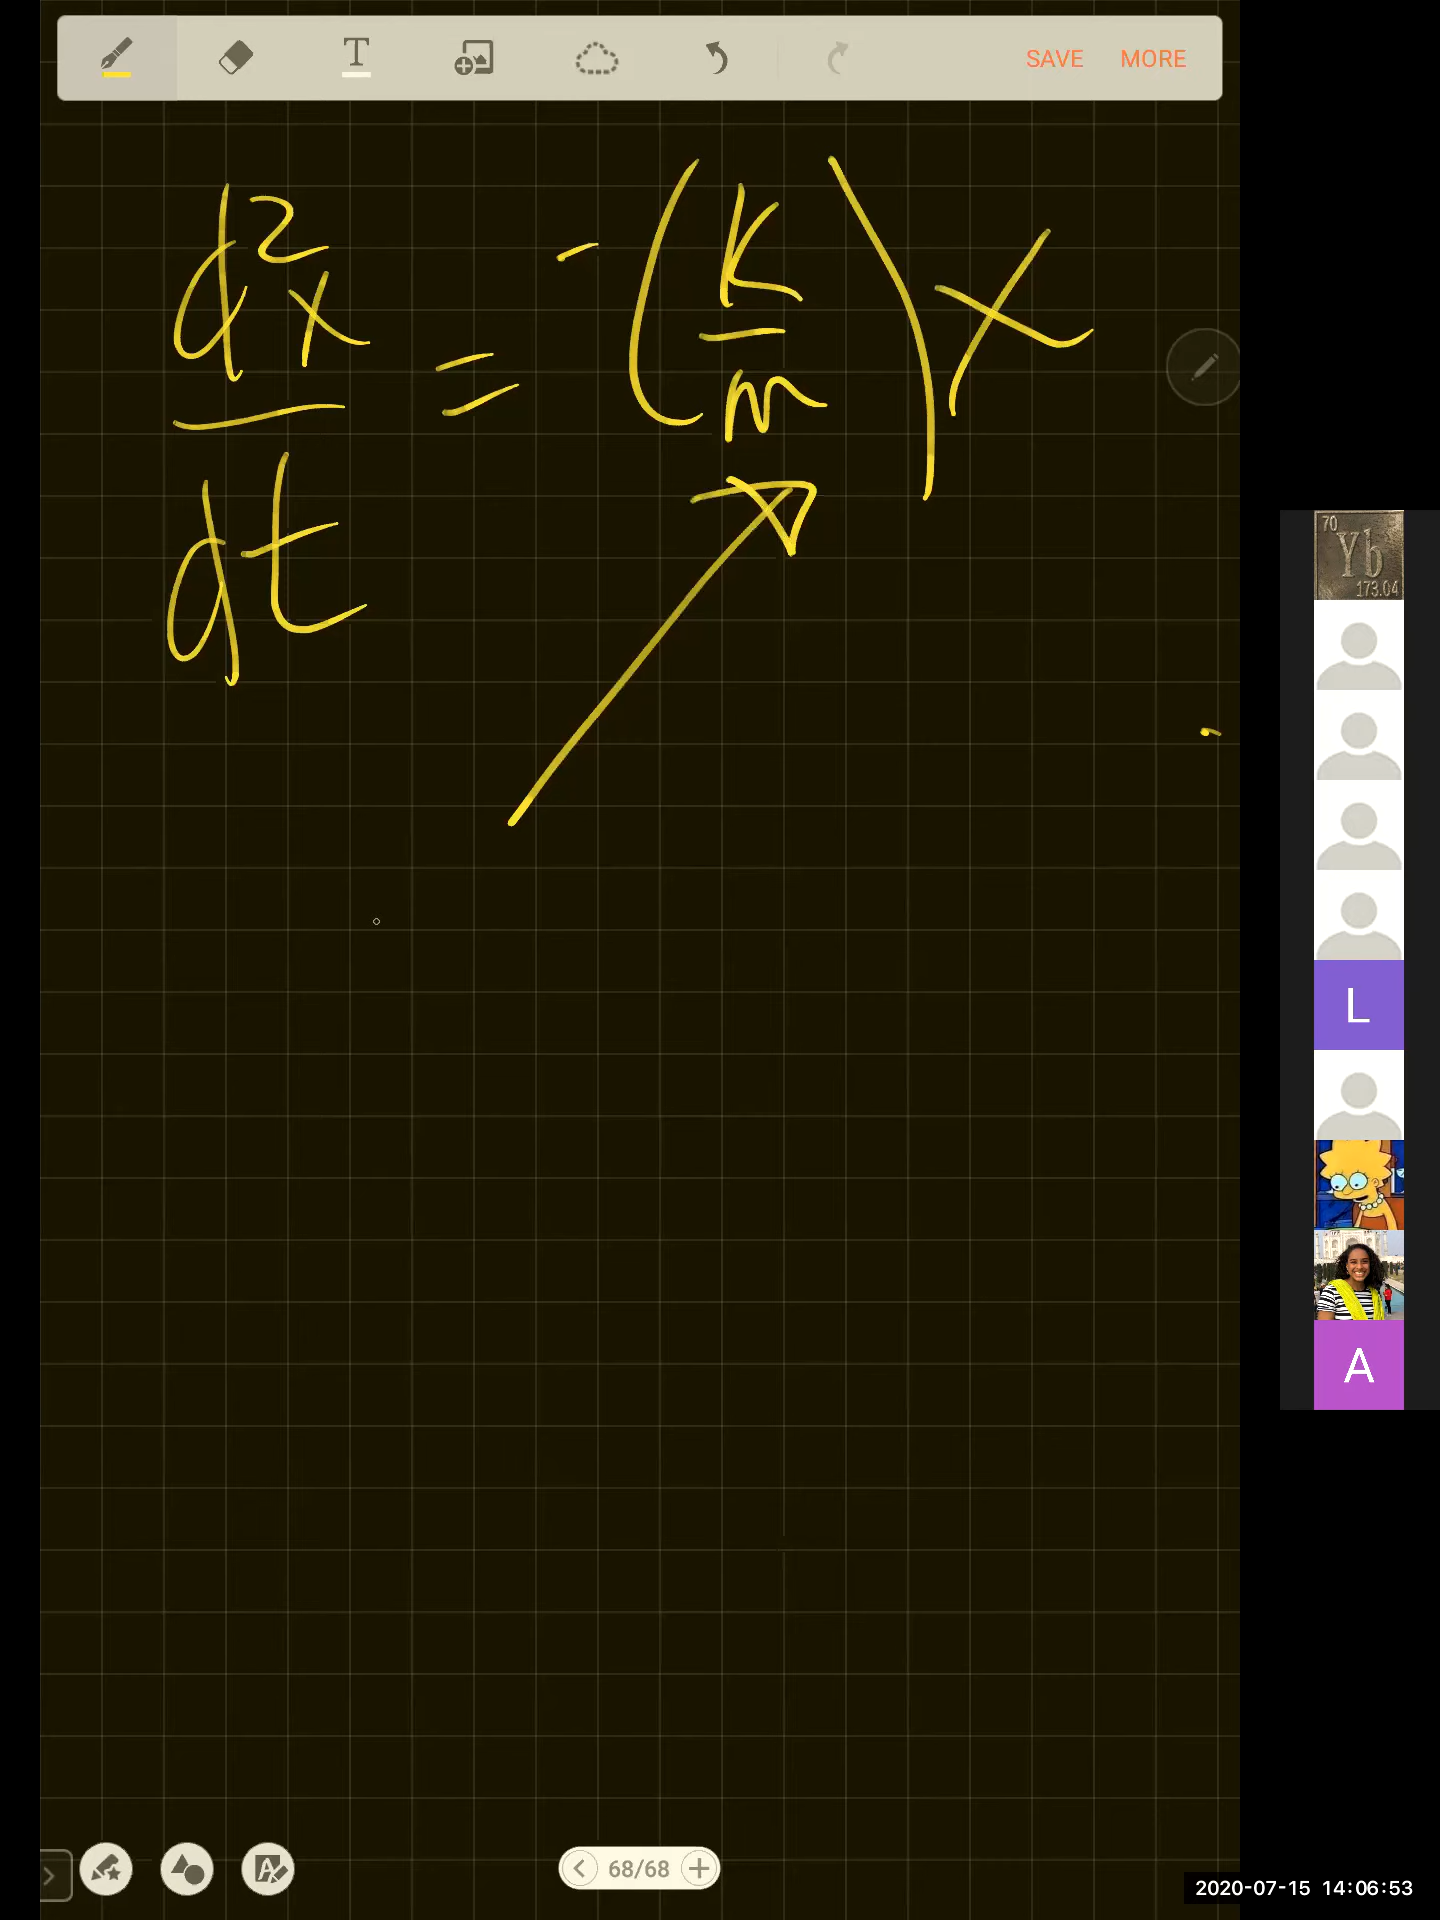 T SAVE MORE
d²x/dt = -(k/m)x
70
Yb
173.04
L
A
68/68
2020-07-15 14:06:53